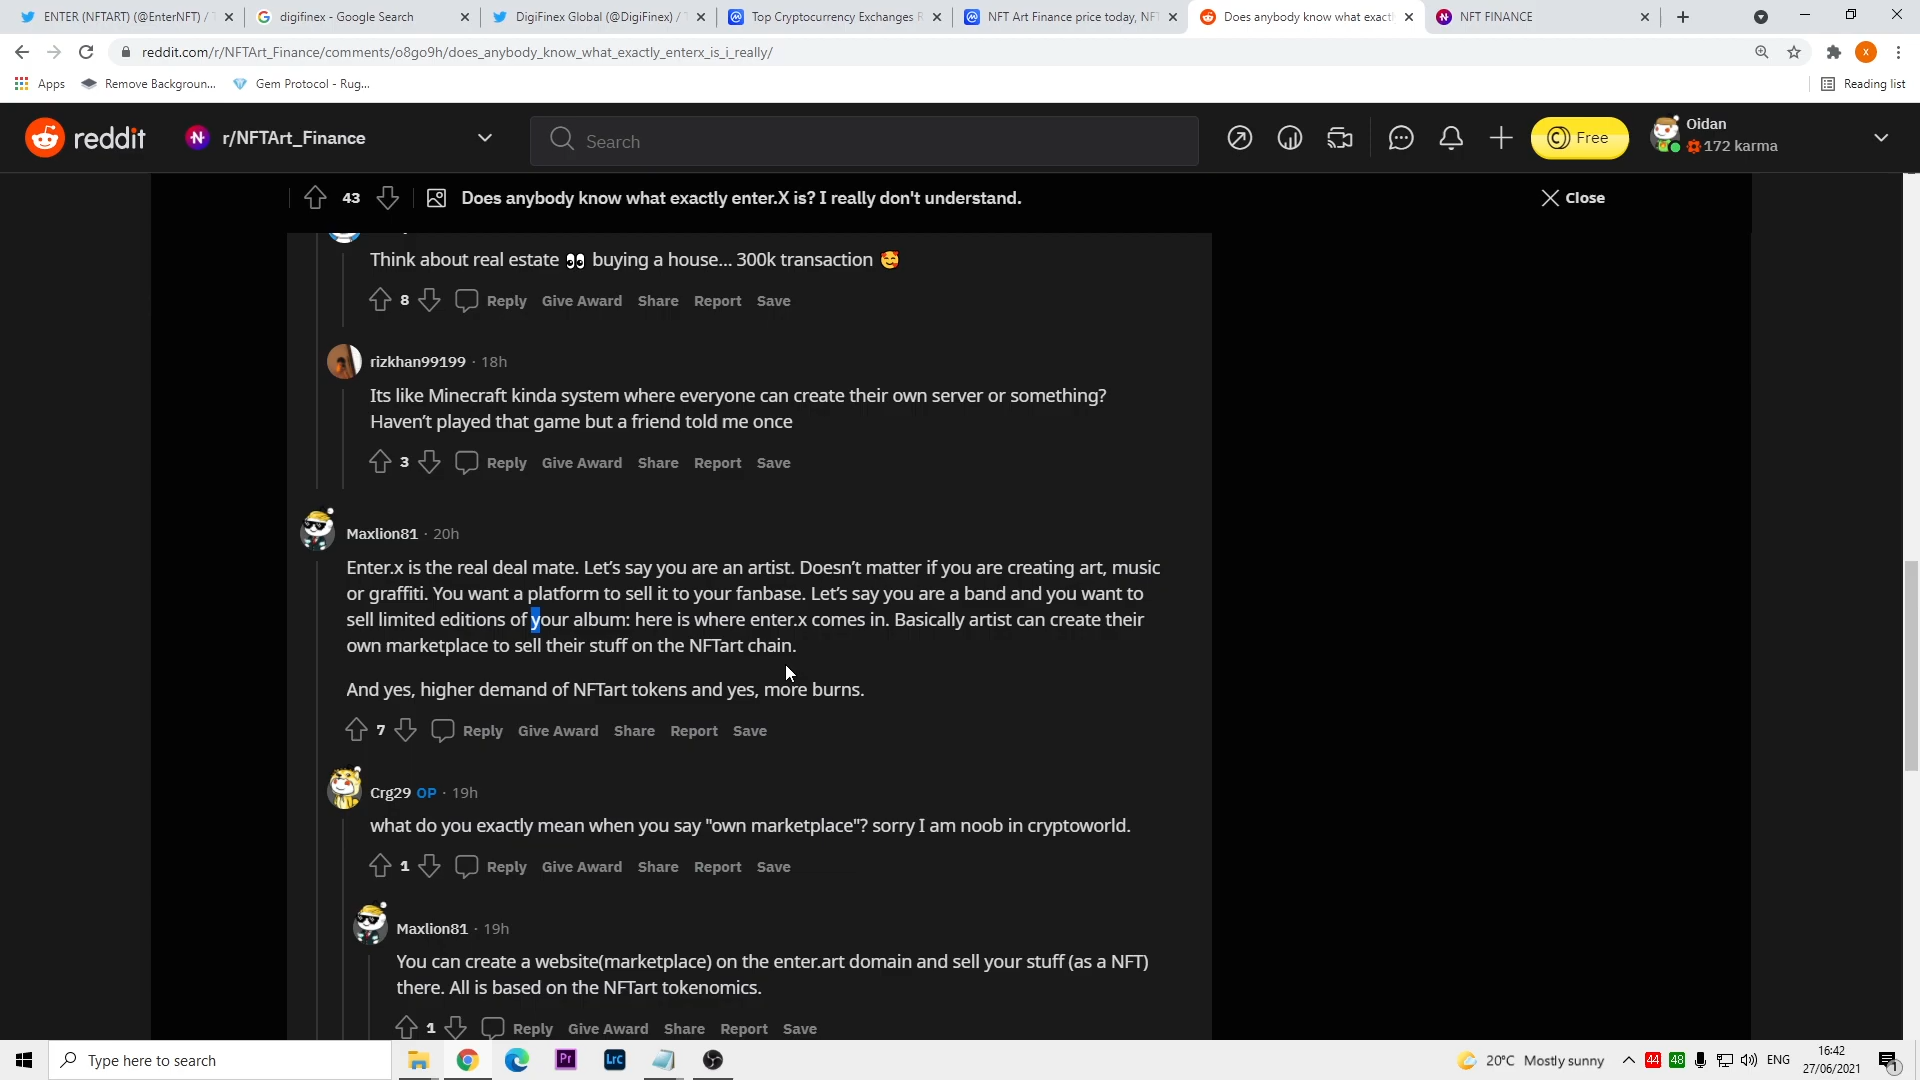 ENTER (NFTART) (@EnterNFT) / T
digifinex - Google Search
DigiFinex Global (@DigiFinex) / T
Top Cryptocurrency Exchanges R
NFT Art Finance price today, NFT
Does anybody know what exactl
NFT FINANCE
reddit.com/r/NFTArt_Finance/comments/o8go9h/does_anybody_know_what_exactly_enterx_is_i_really/
X
Apps
Remove Backgroun...
Gem Protocol - Rug...
Reading list
reddit
r/NFTArt_Finance
Search
Free
Oidan
172 karma
43
Does anybody know what exactly enter.X is? I really don't understand.
Close
Think about real estate 👀 buying a house... 300k transaction 🥰
8 Reply Give Award Share Report Save
rizkhan99199 · 18h
Its like Minecraft kinda system where everyone can create their own server or something?
Haven't played that game but a friend told me once
3 Reply Give Award Share Report Save
Maxlion81 · 20h
Enter.x is the real deal mate. Let's say you are an artist. Doesn't matter if you are creating art, music
or graffiti. You want a platform to sell it to your fanbase. Let's say you are a band and you want to
sell limited editions of your album: here is where enter.x comes in. Basically artist can create their
own marketplace to sell their stuff on the NFTart chain.
And yes, higher demand of NFTart tokens and yes, more burns.
7 Reply Give Award Share Report Save
Crg29 OP · 19h
what do you exactly mean when you say "own marketplace"? sorry I am noob in cryptoworld.
1 Reply Give Award Share Report Save
Maxlion81 · 19h
You can create a website(marketplace) on the enter.art domain and sell your stuff (as a NFT)
there. All is based on the NFTart tokenomics.
1 Reply Give Award Share Report Save
Type here to search
Pr
Lrc
20°C Mostly sunny
44
48
ENG
16:42
27/06/2021
1